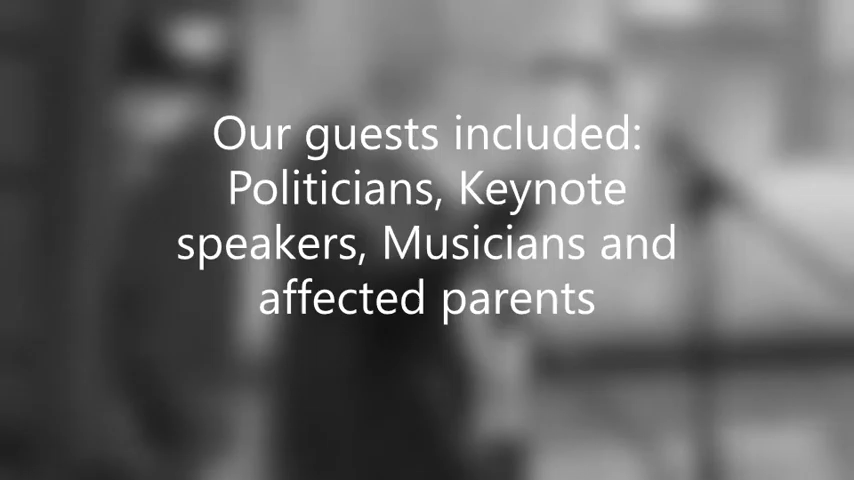 Our guests included:
Politicians, Keynote
speakers, Musicians and
affected parents